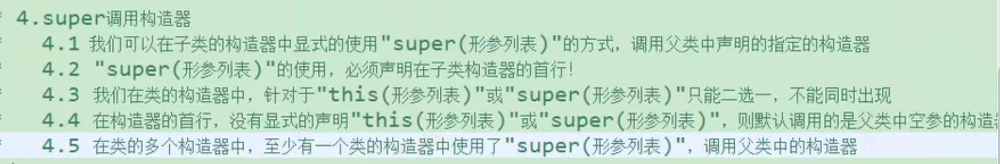 * 4.super调用构造器
* 4.1 我们可以在子类的构造器中显式的使用"super(形参列表)"的方式，调用父类中声明的指定的构造器
* 4.2 "super(形参列表)"的使用，必须声明在子类构造器的首行！
* 4.3 我们在类的构造器中，针对于"this(形参列表)"或"super(形参列表)"只能二选一，不能同时出现
* 4.4 在构造器的首行，没有显式的声明"this(形参列表)"或"super(形参列表)"，则默认调用的是父类中空参的构造
* 4.5 在类的多个构造器中，至少有一个类的构造器中使用了"super(形参列表)"，调用父类中的构造器